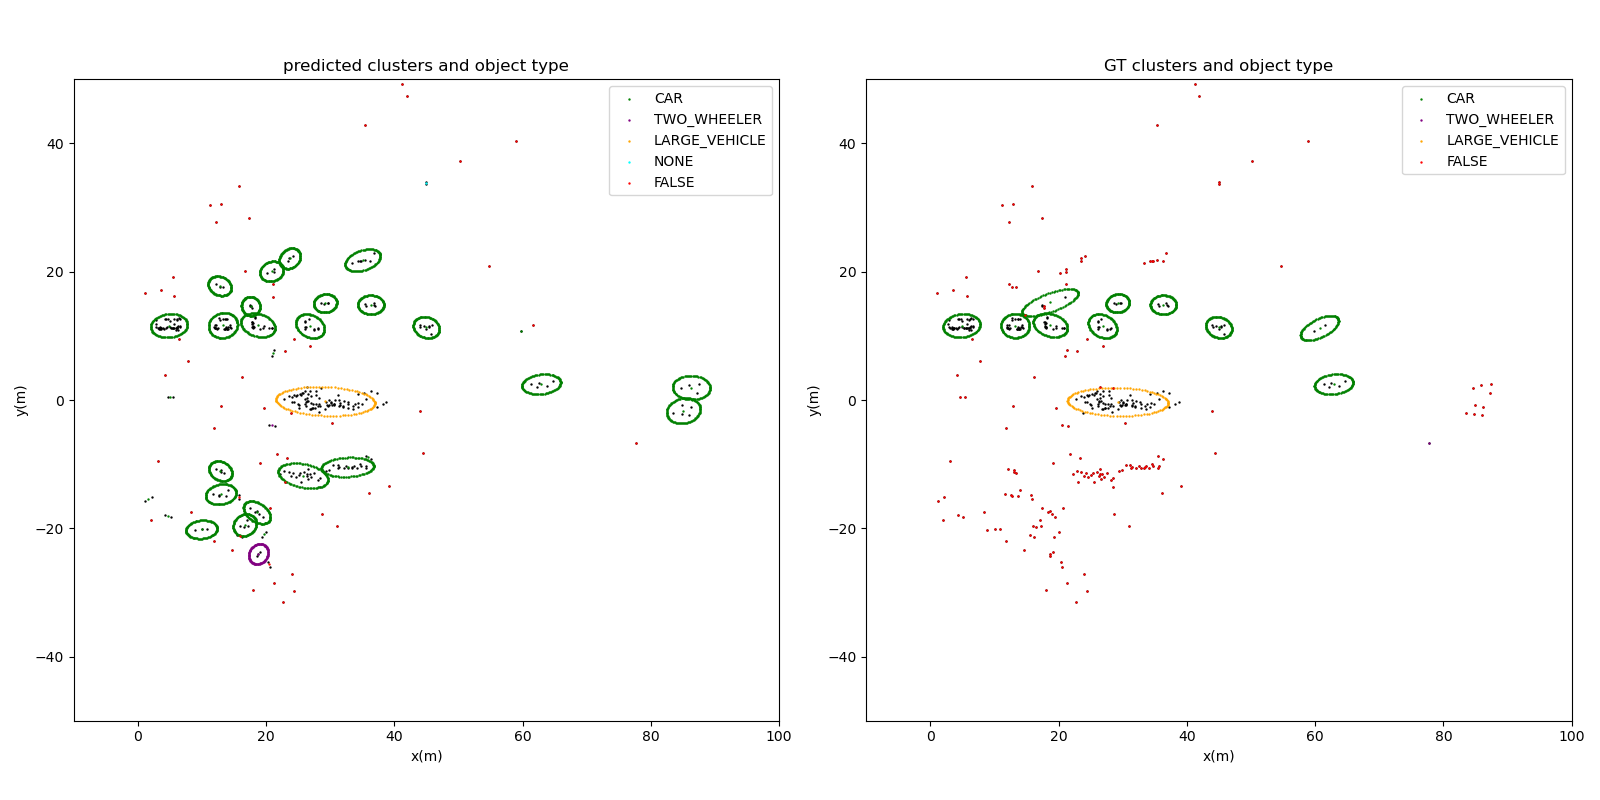 predicted clusters and object type
CAR
TWO_WHEELER
LARGE_VEHICLE
NONE
FALSE
40
20
0
−20
−40
y(m)
0
20
40
60
80
100
x(m)
GT clusters and object type
CAR
TWO_WHEELER
LARGE_VEHICLE
FALSE
40
20
0
−20
−40
y(m)
0
20
40
60
80
100
x(m)